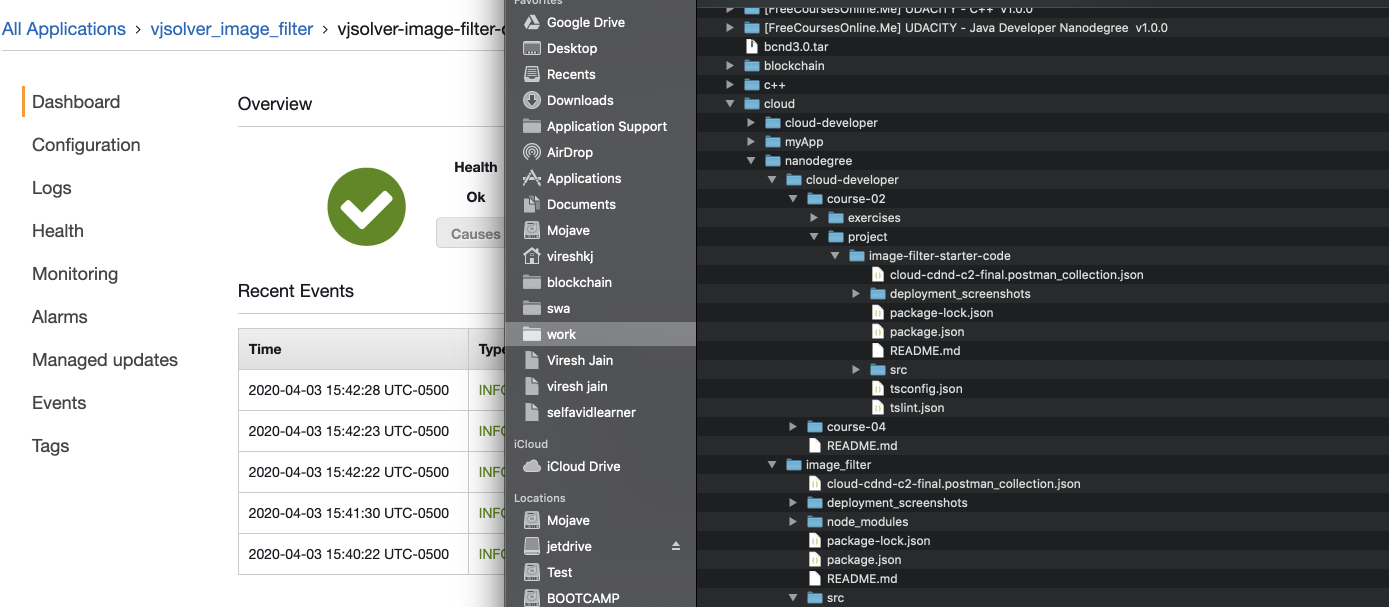 All Applications › vjsolver_image_filter › vjsolver-image-filter-
Dashboard
Configuration
Logs
Health
Monitoring
Alarms
Managed updates
Events
Tags
Overview
Health
Ok
Causes
Recent Events
Time Type
2020-04-03 15:42:28 UTC-0500 INFO
2020-04-03 15:42:23 UTC-0500 INFO
2020-04-03 15:42:22 UTC-0500 INFO
2020-04-03 15:41:30 UTC-0500 INFO
2020-04-03 15:40:22 UTC-0500 INFO
Favorites
Google Drive
Desktop
Recents
Downloads
Application Support
AirDrop
Applications
Documents
Mojave
vireshkj
blockchain
swa
work
Viresh Jain
viresh jain
selfavidlearner
iCloud
iCloud Drive
Locations
Mojave
jetdrive
Test
BOOTCAMP
[FreeCoursesOnline.Me] UDACITY - C++ v1.0.0
[FreeCoursesOnline.Me] UDACITY - Java Developer Nanodegree v1.0.0
bcnd3.0.tar
blockchain
c++
cloud
cloud-developer
myApp
nanodegree
cloud-developer
course-02
exercises
project
image-filter-starter-code
cloud-cdnd-c2-final.postman_collection.json
deployment_screenshots
package-lock.json
package.json
README.md
src
tsconfig.json
tslint.json
course-04
README.md
image_filter
cloud-cdnd-c2-final.postman_collection.json
deployment_screenshots
node_modules
package-lock.json
package.json
README.md
src